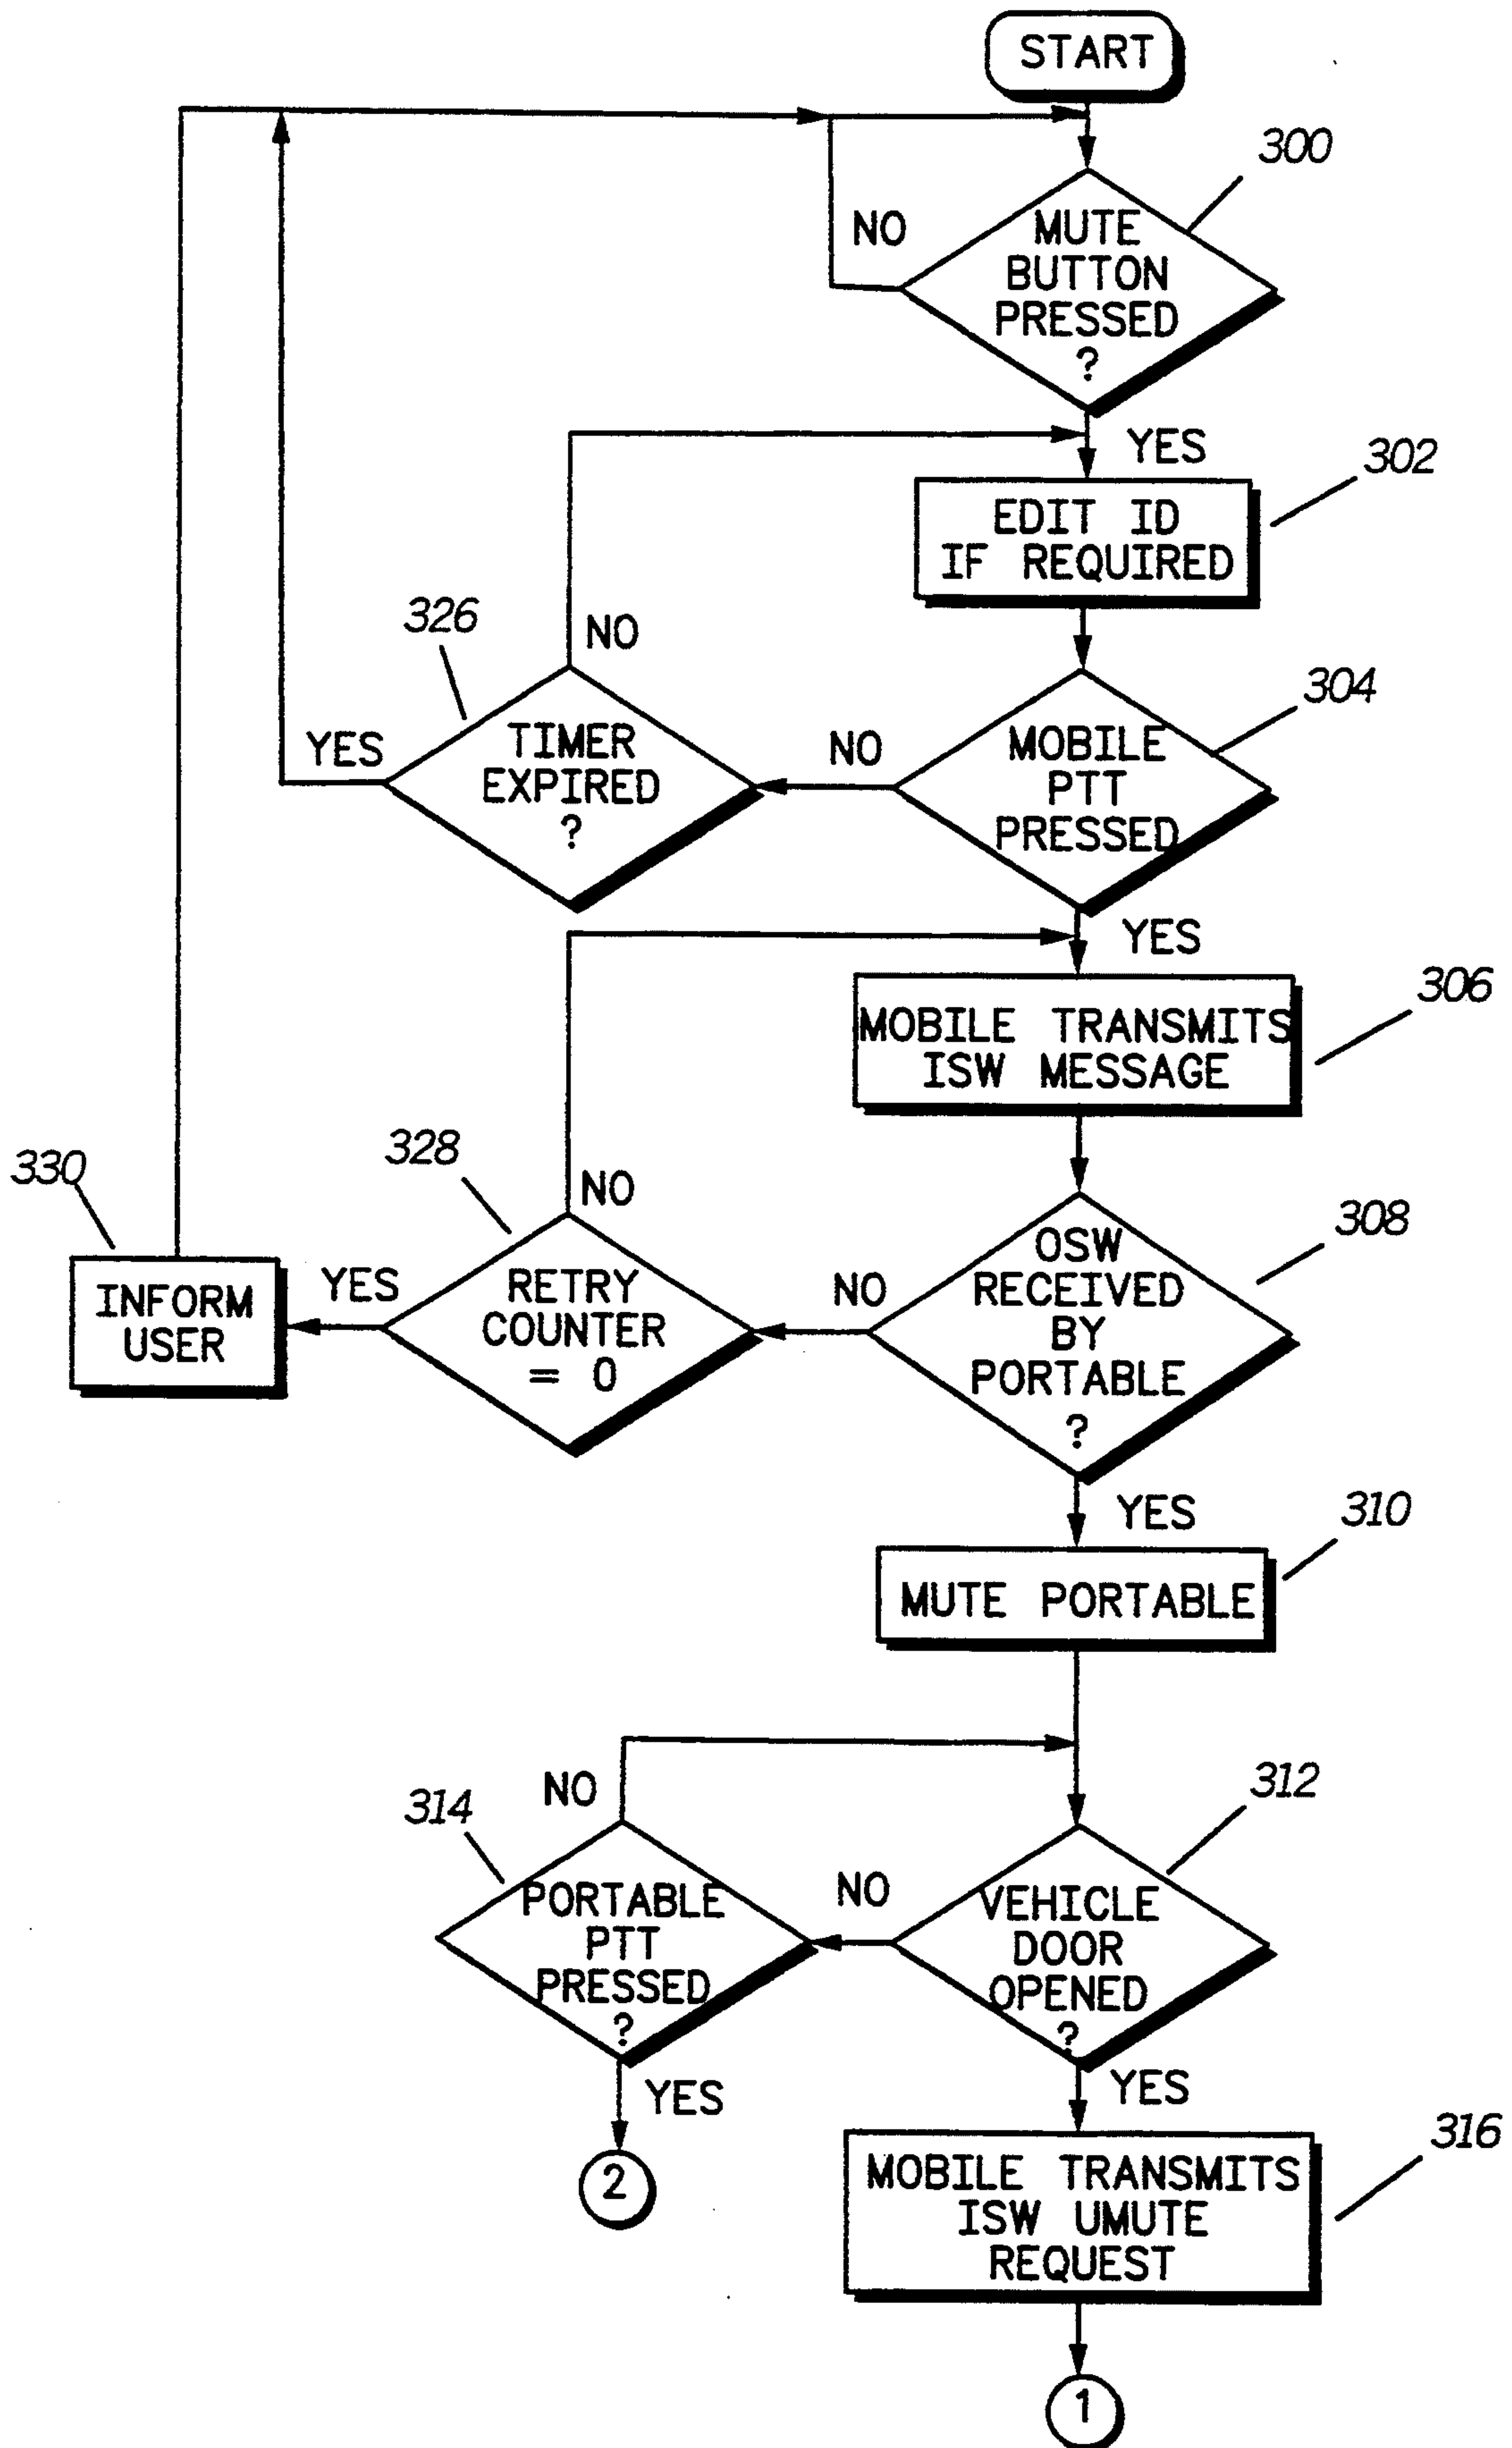 START
300
NO
MUTE
BUTTON
PRESSED
?
YES
302
EDIT ID
IF REQUIRED
326
NO
304
YES
TIMER
EXPIRED
?
NO
MOBILE
PTT
PRESSED
YES
306
MOBILE TRANSMITS
ISW MESSAGE
330
328
NO
308
INFORM
USER
YES
RETRY
COUNTER
= 0
NO
OSW
RECEIVED
BY
PORTABLE
?
YES
310
MUTE PORTABLE
NO
312
314
PORTABLE
PTT
PRESSED
?
NO
VEHICLE
DOOR
OPENED
?
YES
YES
316
2
MOBILE TRANSMITS
ISW UMUTE
REQUEST
1